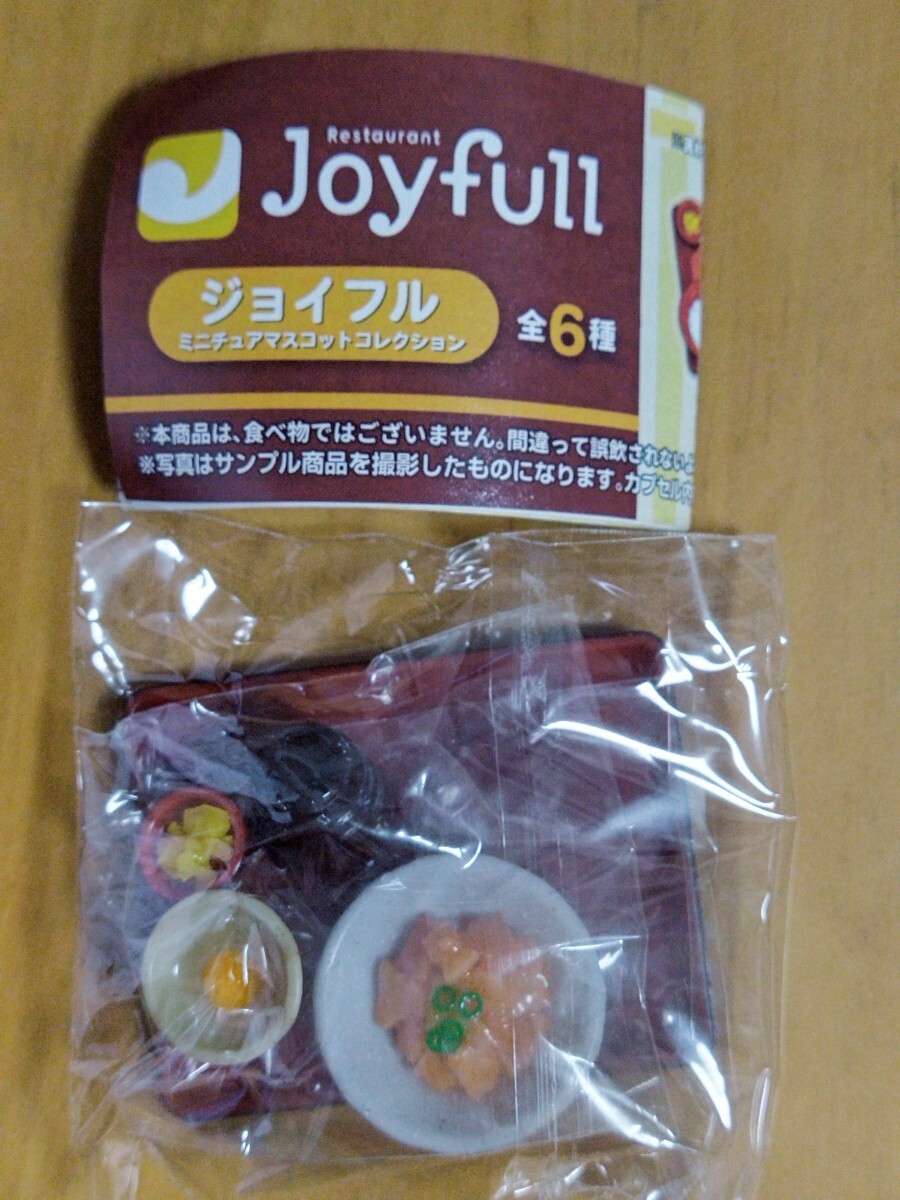 Restaurant
Joyfull
ジョイフル
ミニチュアマスコットコレクション
全6種
※本商品は、食べ物ではございません。間違って誤飲されないよ
※写真はサンプル商品を撮影したものになります。カプセル